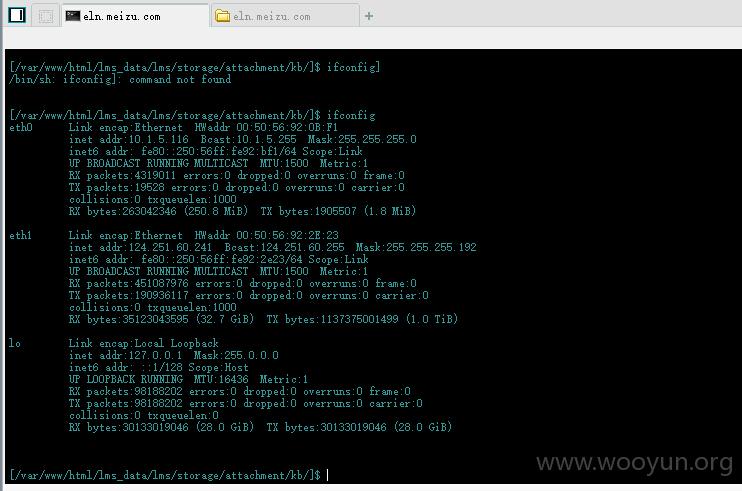 eln.meizu.com
eln.meizu.com
[/var/www/html/lms_data/lms/storage/attachment/kb/]$ ifconfig]
/bin/sh: ifconfig]: command not found
[/var/www/html/lms_data/lms/storage/attachment/kb/]$ ifconfig
eth0 Link encap:Ethernet HWaddr 00:50:56:92:0B:F1
inet addr:10.1.5.116 Bcast:10.1.5.255 Mask:255.255.255.0
inet6 addr: fe80::250:56ff:fe92:bf1/64 Scope:Link
UP BROADCAST RUNNING MULTICAST MTU:1500 Metric:1
RX packets:4319011 errors:0 dropped:0 overruns:0 frame:0
TX packets:19528 errors:0 dropped:0 overruns:0 carrier:0
collisions:0 txqueuelen:1000
RX bytes:263042346 (250.8 MiB) TX bytes:1905507 (1.8 MiB)
eth1 Link encap:Ethernet HWaddr 00:50:56:92:2E:23
inet addr:124.251.60.241 Bcast:124.251.60.255 Mask:255.255.255.192
inet6 addr: fe80::250:56ff:fe92:2e23/64 Scope:Link
UP BROADCAST RUNNING MULTICAST MTU:1500 Metric:1
RX packets:451087976 errors:0 dropped:0 overruns:0 frame:0
TX packets:190936117 errors:0 dropped:0 overruns:0 carrier:0
collisions:0 txqueuelen:1000
RX bytes:35123043595 (32.7 GiB) TX bytes:1137375001499 (1.0 TiB)
lo Link encap:Local Loopback
inet addr:127.0.0.1 Mask:255.0.0.0
inet6 addr: ::1/128 Scope:Host
UP LOOPBACK RUNNING MTU:16436 Metric:1
RX packets:98188202 errors:0 dropped:0 overruns:0 frame:0
TX packets:98188202 errors:0 dropped:0 overruns:0 carrier:0
collisions:0 txqueuelen:0
RX bytes:30133019046 (28.0 GiB) TX bytes:30133019046 (28.0 GiB)
[/var/www/html/lms_data/lms/storage/attachment/kb/]$
www.wooyun.org